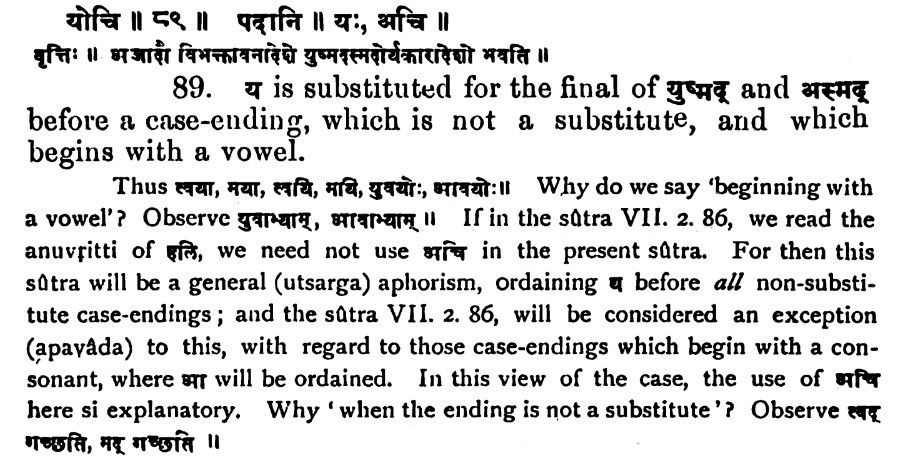 योचि ॥ ८९ ॥ पदानि ॥ यः, अचि ॥
वृत्तिः ॥ अजादौ विभक्तावनादेशे युष्मदस्मदोर्यकारादेशो भवति ॥
89. य is substituted for the final of युष्मद् and अस्मद्
before a case-ending, which is not a substitute, and which
begins with a vowel.
Thus त्वया, मया, त्वयि, मयि, युवयोः, आवयोः॥ Why do we say 'beginning with
a vowel'? Observe युवाभ्याम्, आवाभ्याम् ॥ If in the sûtra VII. 2. 86, we read the
anuvṛitti of हलि, we need not use अचि in the present sûtra. For then this
sûtra will be a general (utsarga) aphorism, ordaining य before all non-substi-
tute case-endings; and the sûtra VII. 2. 86, will be considered an exception
(apavâda) to this, with regard to those case-endings which begin with a con-
sonant, where आ will be ordained. In this view of the case, the use of अचि
here si explanatory. Why 'when the ending is not a substitute'? Observe त्वद्
गच्छति, मद् गच्छति ॥